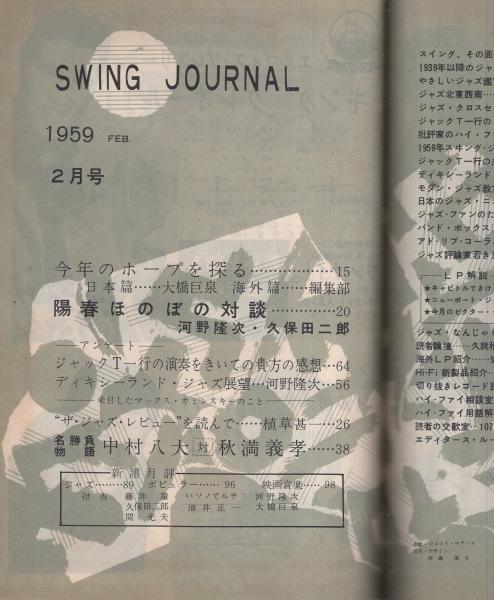 SWING JOURNAL
1959 FEB.
2月号
今年のホープを探る………………15
日本篇……大橋巨泉 海外篇……編集部
陽春ほのぼの対談………………20
河野隆次・久保田二郎
アンケート
ジャックT一行の演奏をきいての貴方の感想…64
ディキシーランド・ジャズ展望…河野隆次…56
来日したマックス・カミンスキーのこと
"ザ・ジャズ・レビュー"を読んで……植草甚一…26
名勝負物語 中村八大 対 秋満義孝……38
新譜月評
ジャズ………89 ポピュラー…… 96 映画音楽…… 98
担当 藤井肇 いソノてルヲ 河野隆次
久保田二郎 油井正一 大橋巨泉
関光夫
スイング、その面
1939年以降のジャ
やさしいジャズ鑑
ジャズ北東西南…
ジャズ・クロスセ
ジャックT一行の
批評家のハイ・フ
1959年スヰング・ジ
ジャックT一行の
ディキシーランド
モダン・ジャズ教
日本のジャズ・ニ
ジャズ・ファンのた
バンド・ボックス
アド・リブ・コーラ
ジャズ評論家若き
LP解説
★キャピトルできけ
★ニューポート・ジ
★今月のビクター・
ジャズ・なんじゃ
読者論壇……久我
海外LP紹介……
Hi-Fi新製品紹介…
切り抜きレコード
ハイ・ファイ相談室
ハイ・ファイ用語解
読者の交歓室…107
エディタース・ルー